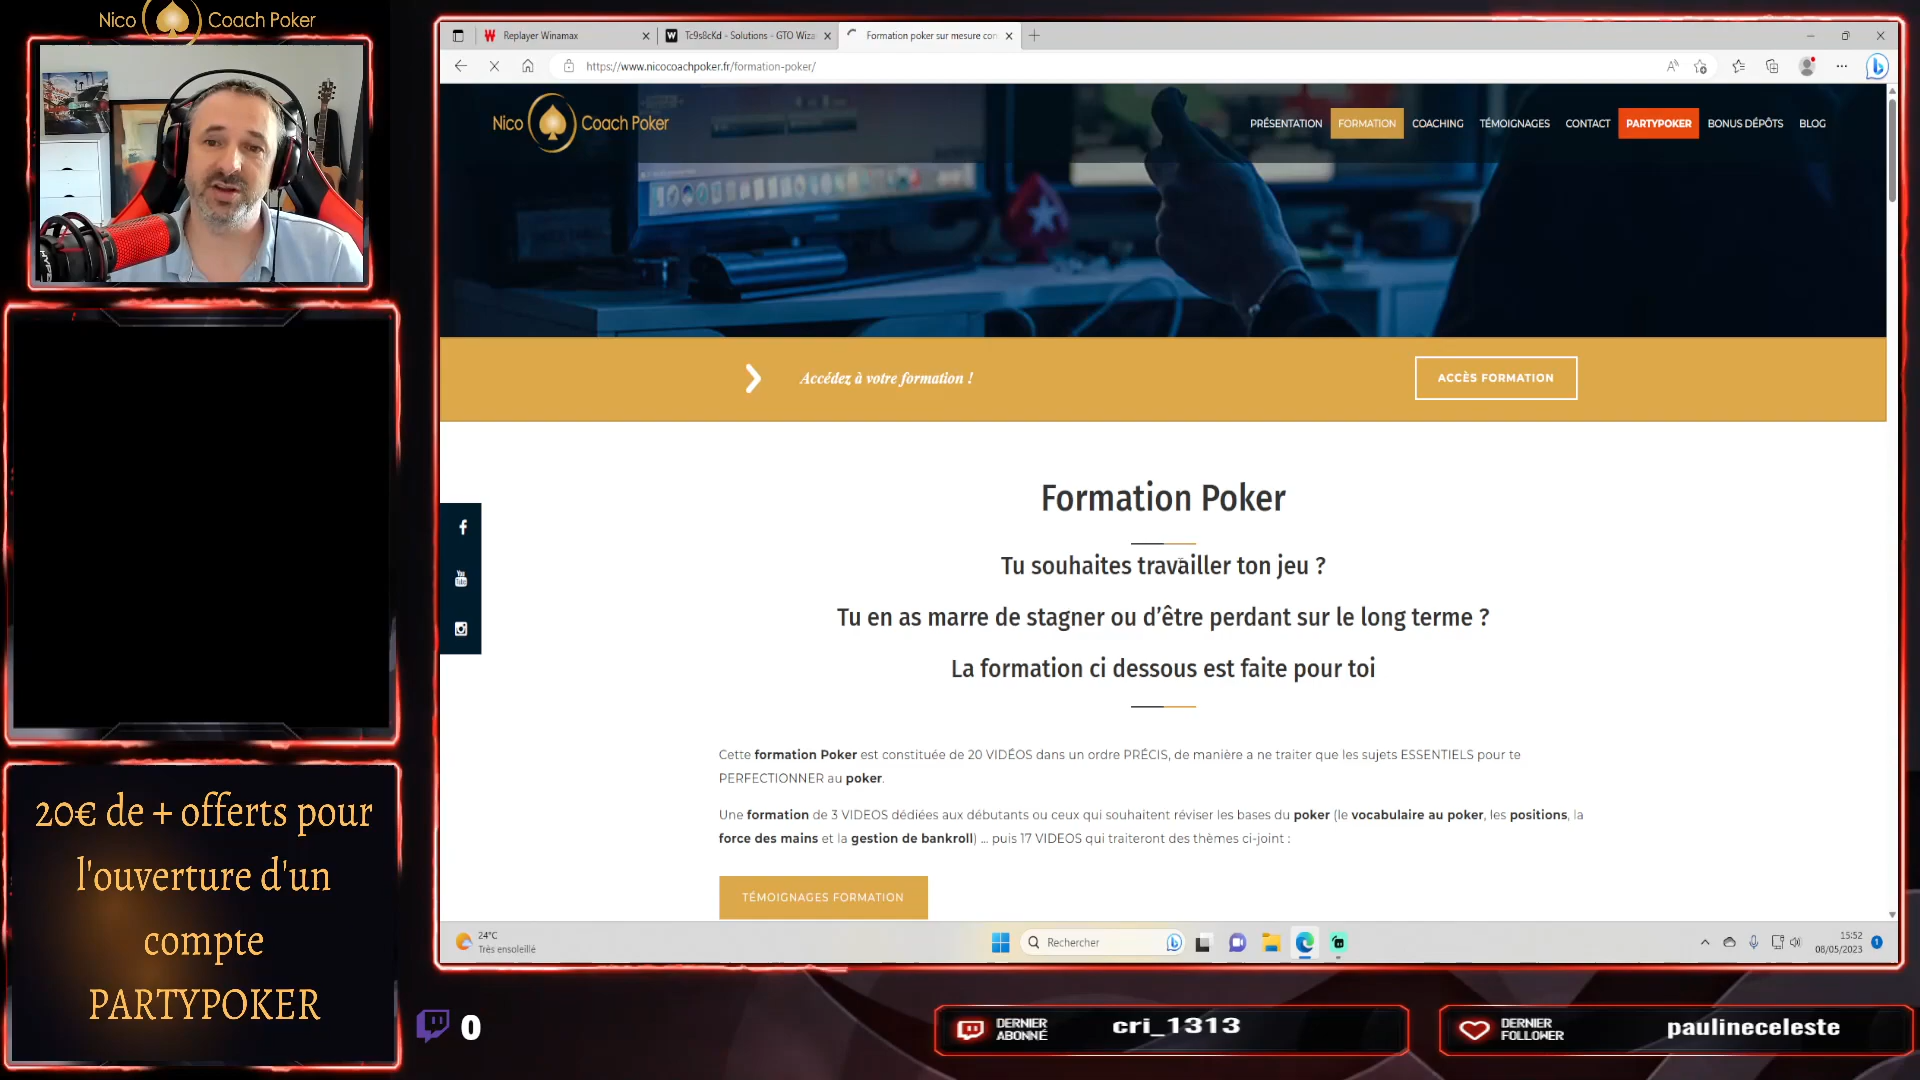 Nico Coach Poker
Replayer Winamax
Tc9s8cKd - Solutions - GTO Wiza
Formation poker sur mesure con
https://www.nicocoachpoker.fr/formation-poker/
Nico Coach Poker
PRÉSENTATION FORMATION COACHING TÉMOIGNAGES CONTACT PARTYPOKER BONUS DÉPÔTS BLOG
Accédez à votre formation !
ACCÈS FORMATION
Formation Poker
Tu souhaites travailler ton jeu ?
Tu en as marre de stagner ou d’être perdant sur le long terme ?
La formation ci dessous est faite pour toi
Cette formation Poker est constituée de 20 VIDÉOS dans un ordre PRÉCIS, de manière a ne traiter que les sujets ESSENTIELS pour te
PERFECTIONNER au poker.
Une formation de 3 VIDEOS dédiées aux débutants ou ceux qui souhaitent réviser les bases du poker (le vocabulaire au poker, les positions, la
force des mains et la gestion de bankroll) ... puis 17 VIDEOS qui traiteront des thèmes ci-joint :
TÉMOIGNAGES FORMATION
20€ de + offerts pour
l'ouverture d'un
compte
PARTYPOKER
24°C
Très ensoleillé
Rechercher
15:52
08/05/2023
1
0
DERNIER
ABONNÉ
cri_1313
DERNIER
FOLLOWER
paulineceleste